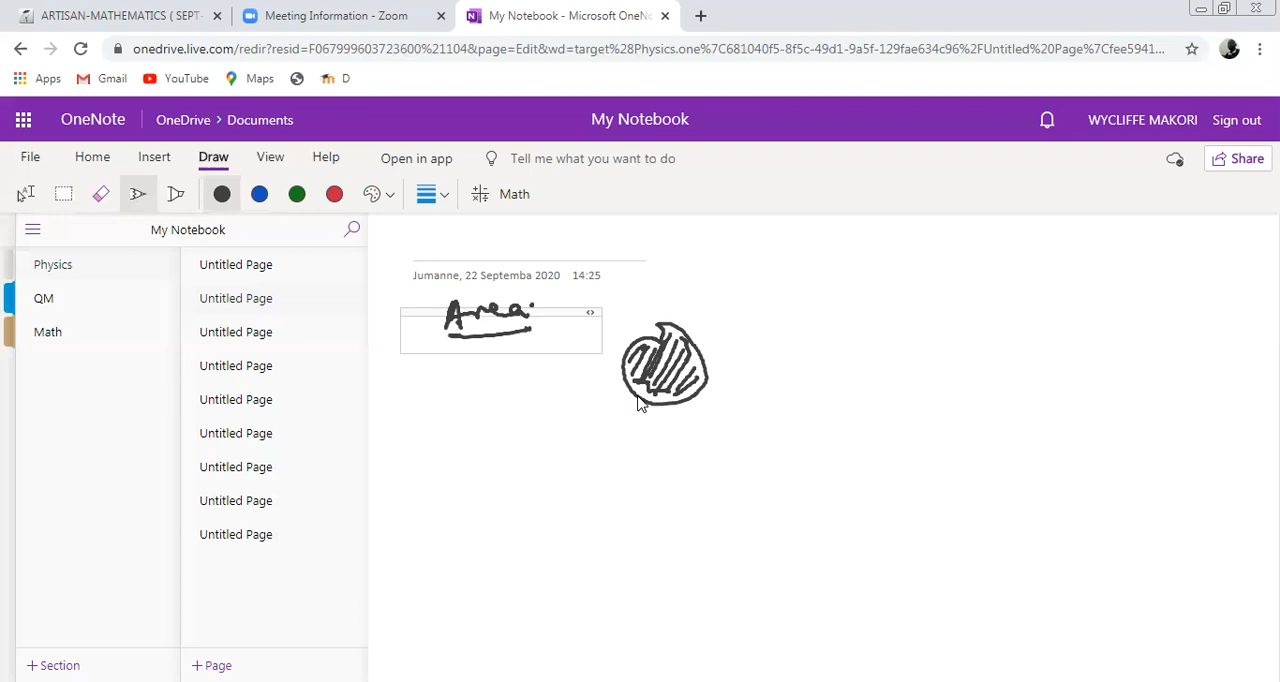 ARTISAN-MATHEMATICS ( SEPT-
Meeting Information - Zoom
My Notebook - Microsoft OneNo
onedrive.live.com/redir?resid=F067999603723600%21104&page=Edit&wd=target%28Physics.one%7C681040f5-8f5c-49d1-9a5f-129fae634c96%2FUntitled%20Page%7Cfee5941...
Apps Gmail YouTube Maps D
OneNote OneDrive > Documents My Notebook WYCLIFFE MAKORI Sign out
File Home Insert Draw View Help Open in app Tell me what you want to do Share
Math
My Notebook
Physics
QM
Math
Untitled Page
Untitled Page
Untitled Page
Untitled Page
Untitled Page
Untitled Page
Untitled Page
Untitled Page
Untitled Page
+ Section
+ Page
Jumanne, 22 Septemba 2020 14:25
Area